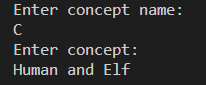 Enter concept name:
C
Enter concept:
Human and Elf